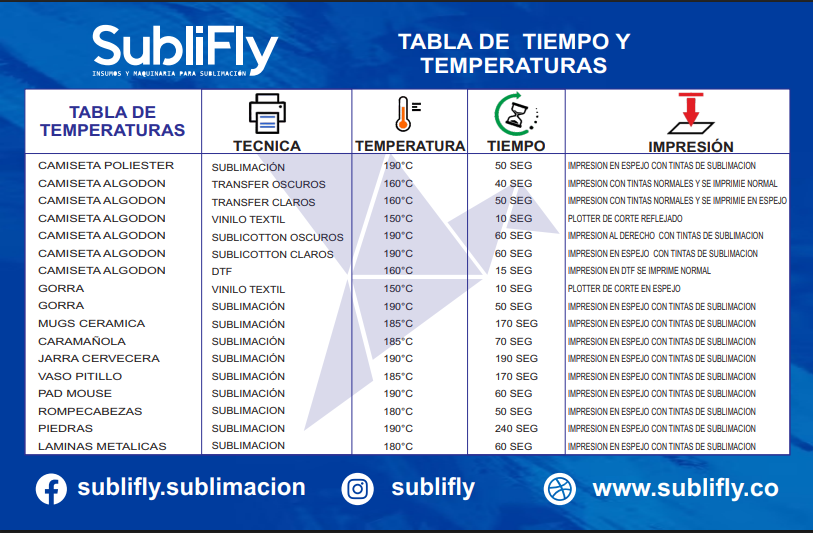 SubliFly
INSUMOS Y MAQUINARIA PARA SUBLIMACIÓN
TABLA DE TIEMPO Y
TEMPERATURAS
TABLA DE
TEMPERATURAS
TECNICA TEMPERATURA TIEMPO IMPRESIÓN
CAMISETA POLIESTER SUBLIMACIÓN 190°C 50 SEG IMPRESION EN ESPEJO CON TINTAS DE SUBLIMACION
CAMISETA ALGODON TRANSFER OSCUROS 160°C 40 SEG IMPRESION CON TINTAS NORMALES Y SE IMPRIMIE NORMAL
CAMISETA ALGODON TRANSFER CLAROS 160°C 50 SEG IMPRESION CON TINTAS NORMALES Y SE IMPRIMIE EN ESPEJO
CAMISETA ALGODON VINILO TEXTIL 150°C 10 SEG PLOTTER DE CORTE REFLEJADO
CAMISETA ALGODON SUBLICOTTON OSCUROS 190°C 60 SEG IMPRESION AL DERECHO CON TINTAS DE SUBLIMACION
CAMISETA ALGODON SUBLICOTTON CLAROS 190°C 60 SEG IMPRESION EN ESPEJO CON TINTAS DE SUBLIMACION
CAMISETA ALGODON DTF 160°C 15 SEG IMPRESION EN DTF SE IMPRIME NORMAL
GORRA VINILO TEXTIL 150°C 10 SEG PLOTTER DE CORTE EN ESPEJO
GORRA SUBLIMACIÓN 190°C 50 SEG IMPRESION EN ESPEJO CON TINTAS DE SUBLIMACION
MUGS CERAMICA SUBLIMACIÓN 185°C 170 SEG IMPRESION EN ESPEJO CON TINTAS DE SUBLIMACION
CARAMAÑOLA SUBLIMACIÓN 185°C 70 SEG IMPRESION EN ESPEJO CON TINTAS DE SUBLIMACION
JARRA CERVECERA SUBLIMACIÓN 190°C 190 SEG IMPRESION EN ESPEJO CON TINTAS DE SUBLIMACION
VASO PITILLO SUBLIMACIÓN 185°C 170 SEG IMPRESION EN ESPEJO CON TINTAS DE SUBLIMACION
PAD MOUSE SUBLIMACIÓN 190°C 60 SEG IMPRESION EN ESPEJO CON TINTAS DE SUBLIMACION
ROMPECABEZAS SUBLIMACION 180°C 50 SEG IMPRESION EN ESPEJO CON TINTAS DE SUBLIMACION
PIEDRAS SUBLIMACION 190°C 240 SEG IMPRESION EN ESPEJO CON TINTAS DE SUBLIMACION
LAMINAS METALICAS SUBLIMACION 180°C 60 SEG IMPRESION EN ESPEJO CON TINTAS DE SUBLIMACION
sublifly.sublimacion sublifly www.sublifly.co